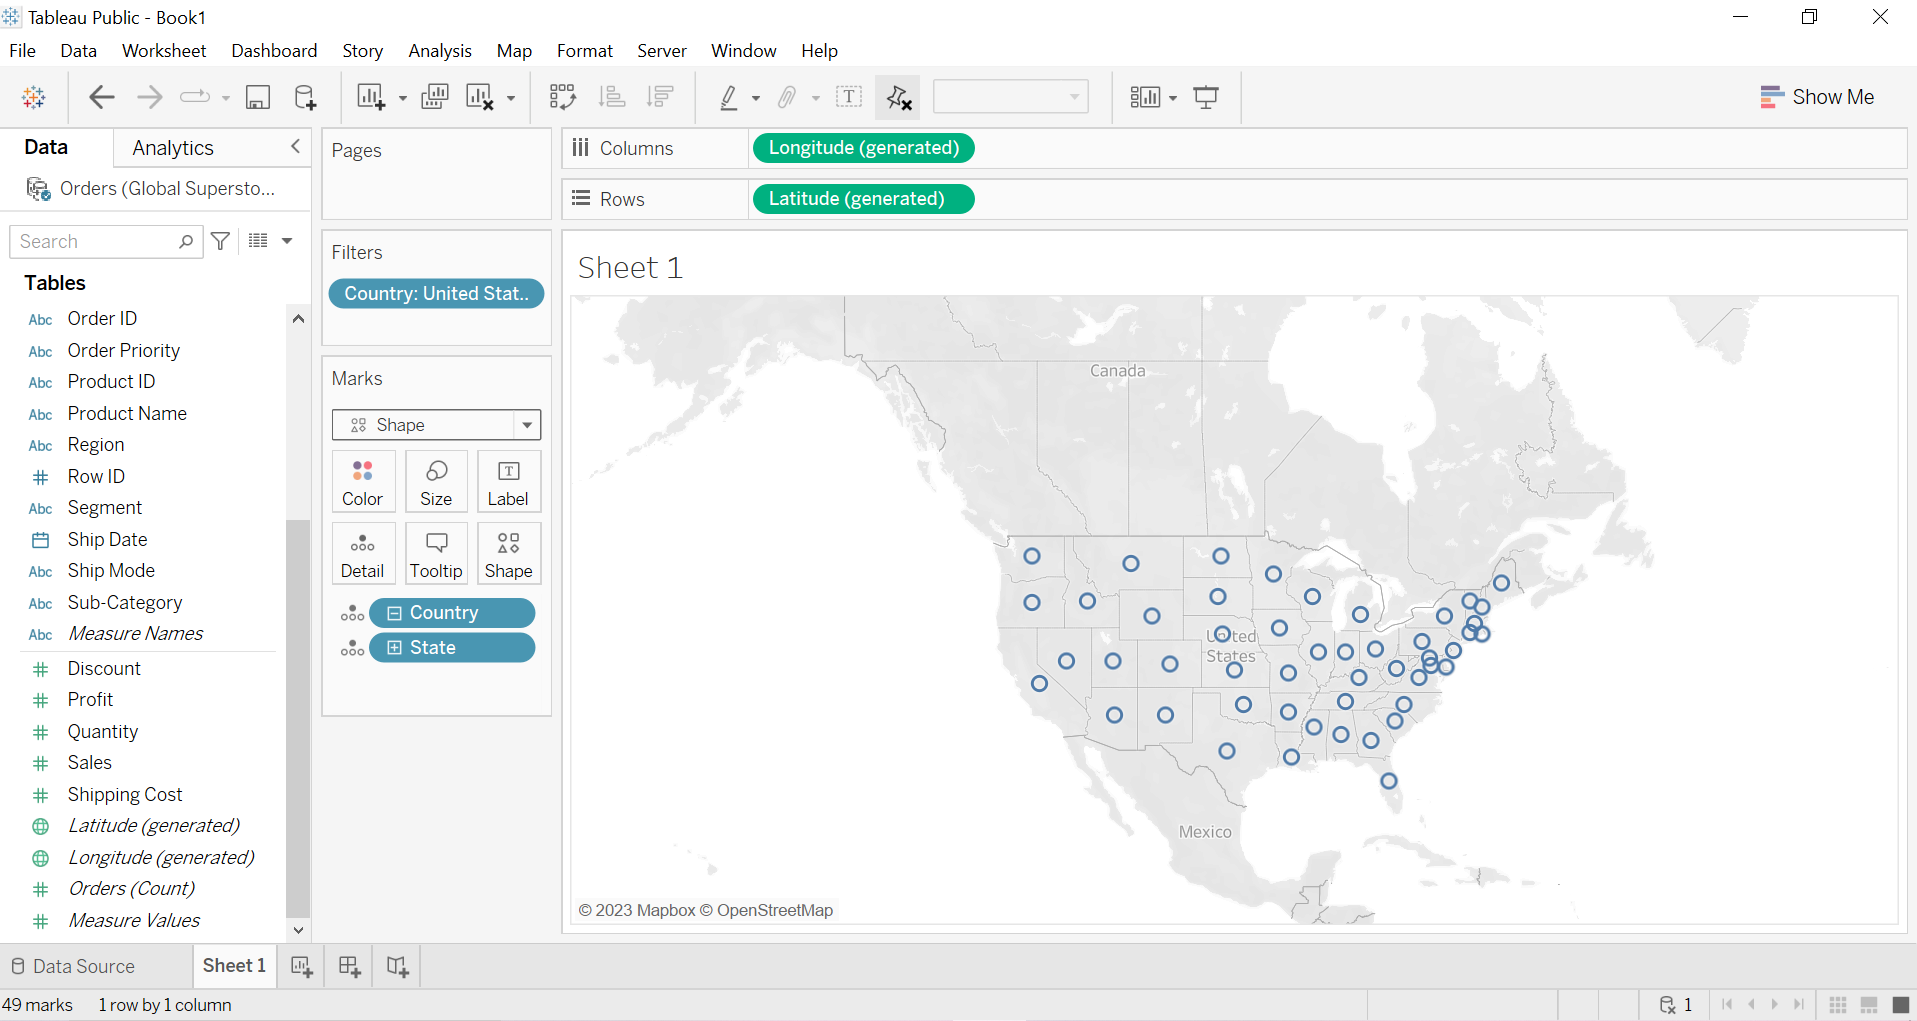 Tableau Public - Book1
File Data Worksheet Dashboard Story Analysis Map Format Server Window Help
Show Me
Data Analytics
Orders (Global Supersto...
Search
Tables
Abc Order ID
Abc Order Priority
Abc Product ID
Abc Product Name
Abc Region
Row ID
Abc Segment
Ship Date
Abc Ship Mode
Abc Sub-Category
Abc Measure Names
Discount
Profit
Quantity
Sales
Shipping Cost
Latitude (generated)
Longitude (generated)
Orders (Count)
Measure Values
Pages
Filters
Country: United Stat..
Marks
Shape
Color Size Label
Detail Tooltip Shape
Country
State
Columns Longitude (generated)
Rows Latitude (generated)
Sheet 1
Canada
United
States
Mexico
© 2023 Mapbox © OpenStreetMap
Data Source Sheet 1
49 marks 1 row by 1 column
1